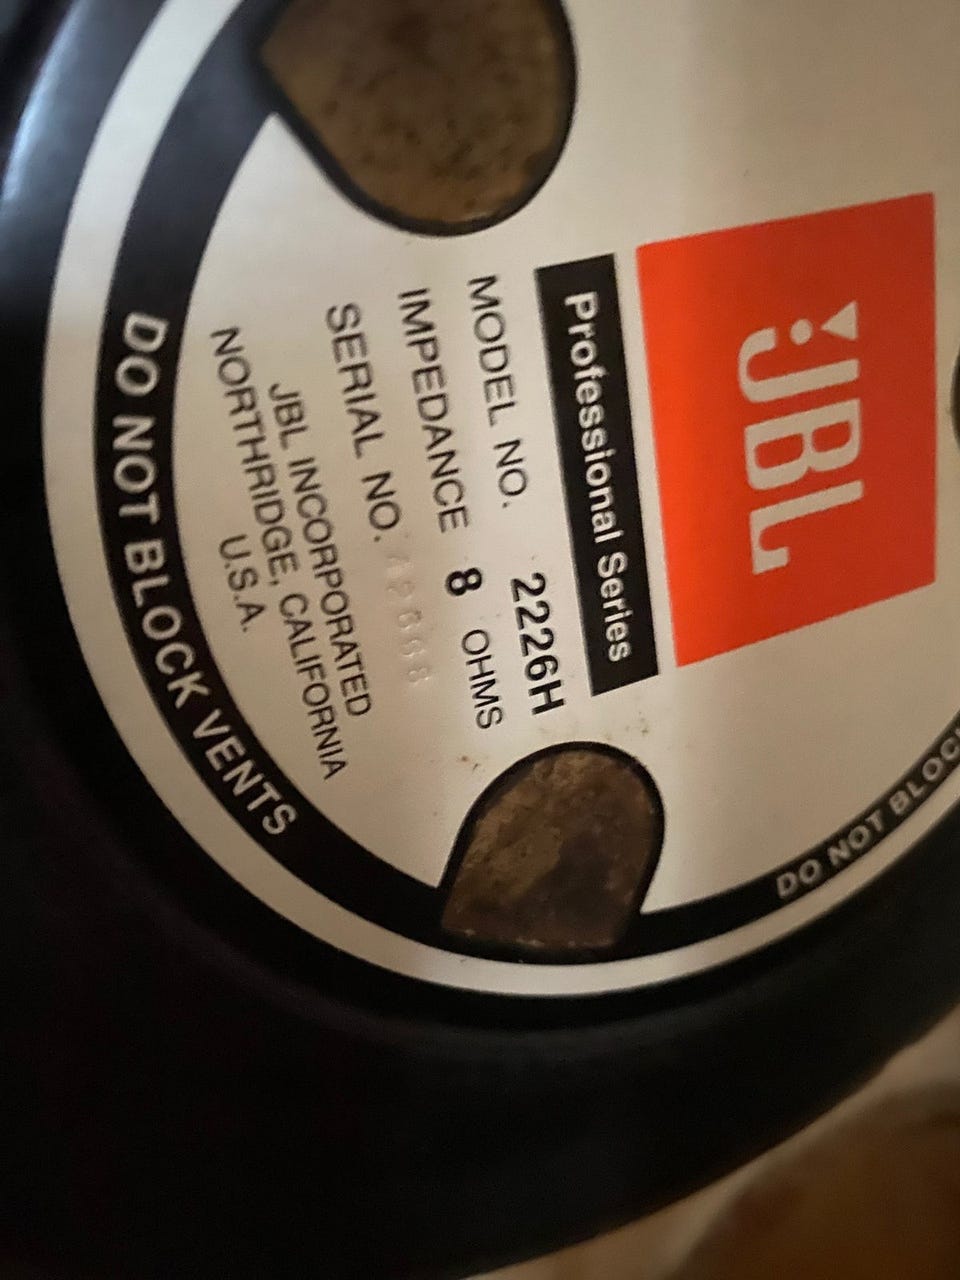 JBL
Professional Series
MODEL NO. 2226H
IMPEDANCE 8 OHMS
SERIAL NO.
JBL INCORPORATED
NORTHRIDGE, CALIFORNIA
U.S.A.
DO NOT BLOCK VENTS
DO NOT BLOCK